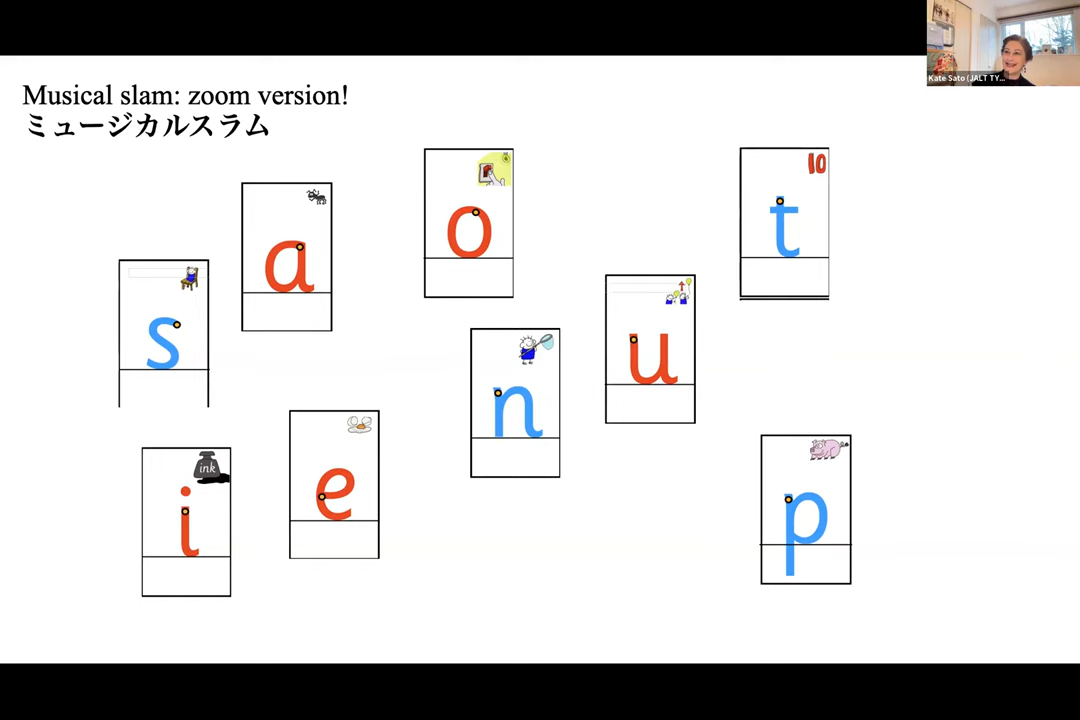 Kate Sato (JALT TY...
Musical slam: zoom version!
ミュージカルスラム
10
a
o
t
s
n
u
ink
i
e
p